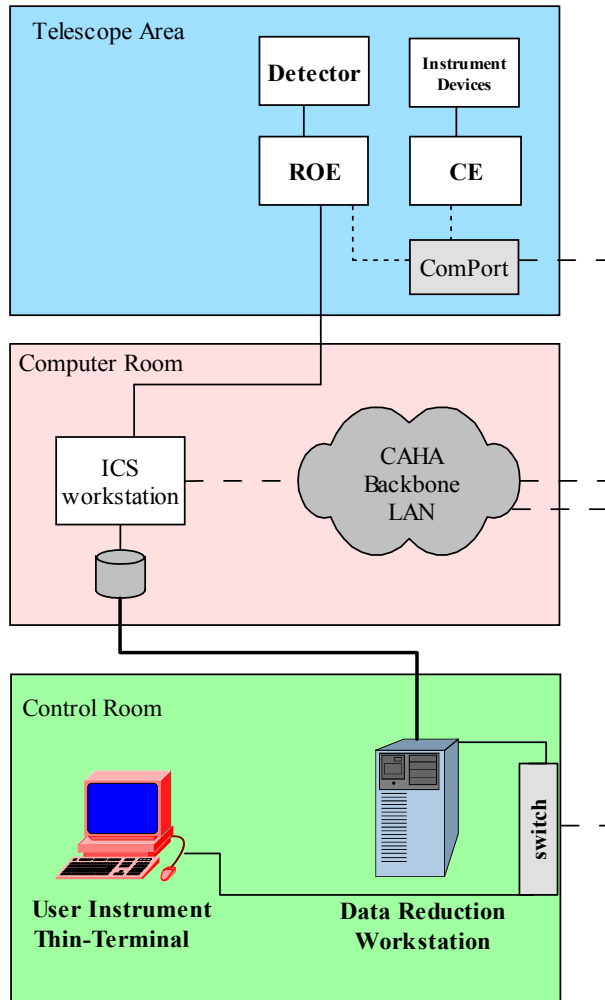 Telescope Area
Detector
Instrument
Devices
ROE
CE
ComPort
Computer Room
ICS
workstation
CAHA
Backbone
LAN
Control Room
switch
User Instrument
Thin-Terminal
Data Reduction
Workstation